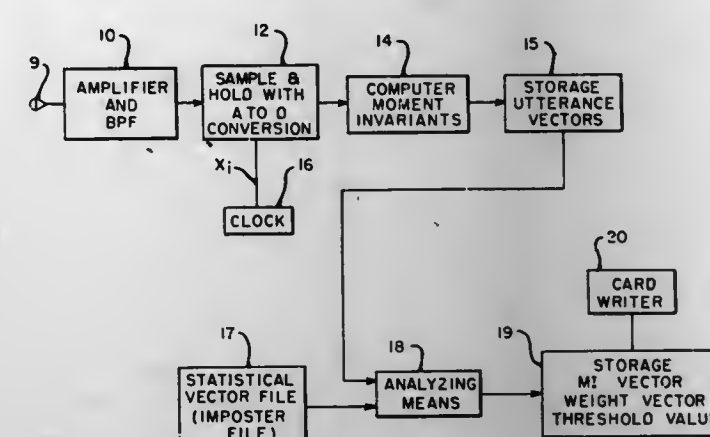 10
12
14
15
9
AMPLIFIER
AND
BPF
SAMPLE &
HOLD WITH
A TO D
CONVERSION
COMPUTER
MOMENT
INVARIANTS
STORAGE
UTTERANCE
VECTORS
Xi
16
CLOCK
20
CARD
WRITER
17
18
19
STATISTICAL
VECTOR FILE
(IMPOSTER
FILE)
ANALYZING
MEANS
STORAGE
MI VECTOR
WEIGHT VECTOR
THRESHOLD VALU